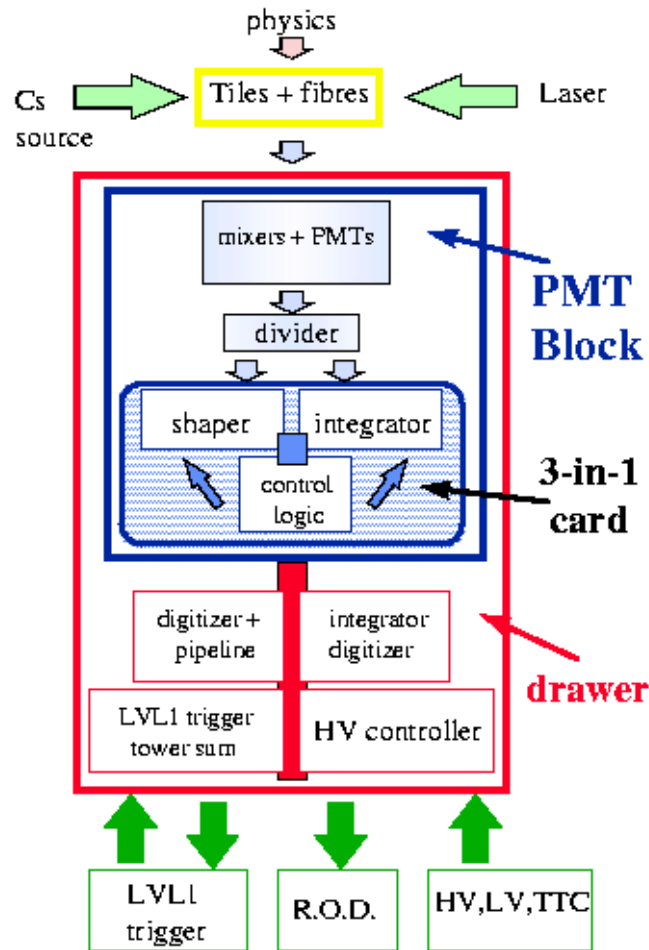 physics
Cs
source
Tiles + fibres
Laser
mixers + PMTs
PMT
Block
divider
shaper
integrator
control
logic
3-in-1
card
digitizer +
pipeline
integrator
digitizer
drawer
LVL1 trigger
tower sum
HV controller
LVL1
trigger
R.O.D.
HV,LV,TTC